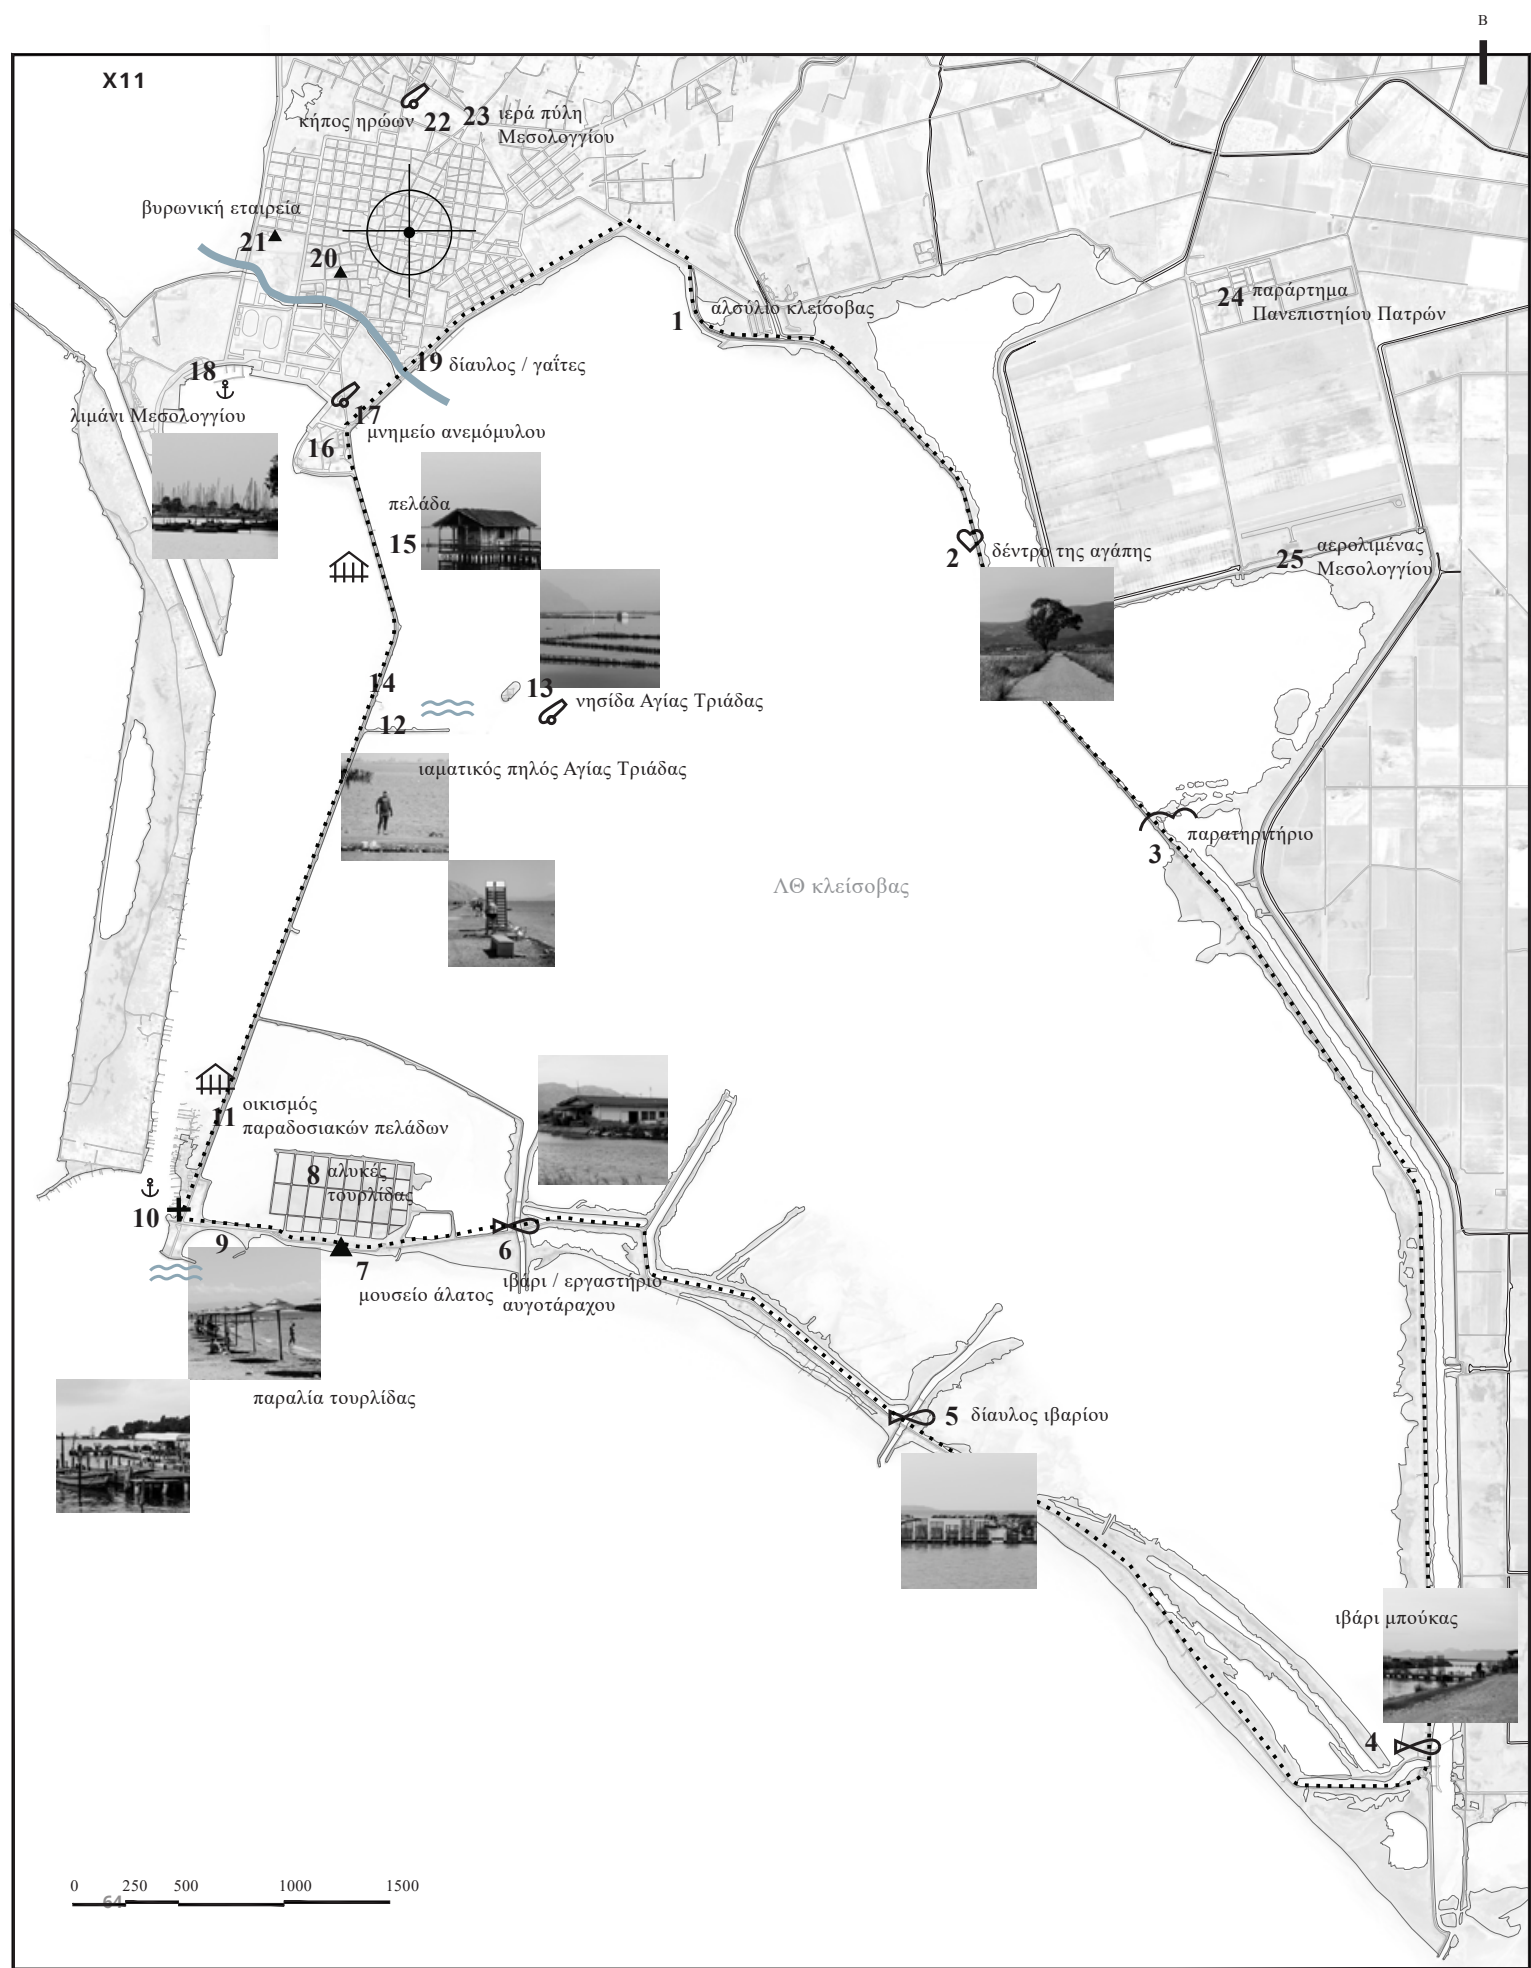 B
X11
κήπος ηρώων 22
23 ιερά πύλη
Μεσολογγίου
βυρωνική εταιρεία
21
20
24 παράρτημα
Πανεπιστηίου Πατρών
1 αλσύλιο κλείσοβας
19 δίαυλος / γαΐτες
18
λιμάνι Μεσολογγίου
17
μνημείο ανεμόμυλου
16
πελάδα
15
2 δέντρο της αγάπης
25 αερολιμένας
Μεσολογγίου
14
13 νησίδα Αγίας Τριάδας
12
ιαματικός πηλός Αγίας Τριάδας
παρατηριτήριο
3
ΛΘ κλείσοβας
11 οικισμός
παραδοσιακών πελάδων
8 αλυκές
τουρλίδας
10
9
7
μουσείο άλατος
6
ιβάρι / εργαστήριο
αυγοτάραχου
παραλία τουρλίδας
5 δίαυλος ιβαρίου
ιβάρι μπούκας
4
0 250 500 1000 1500
64